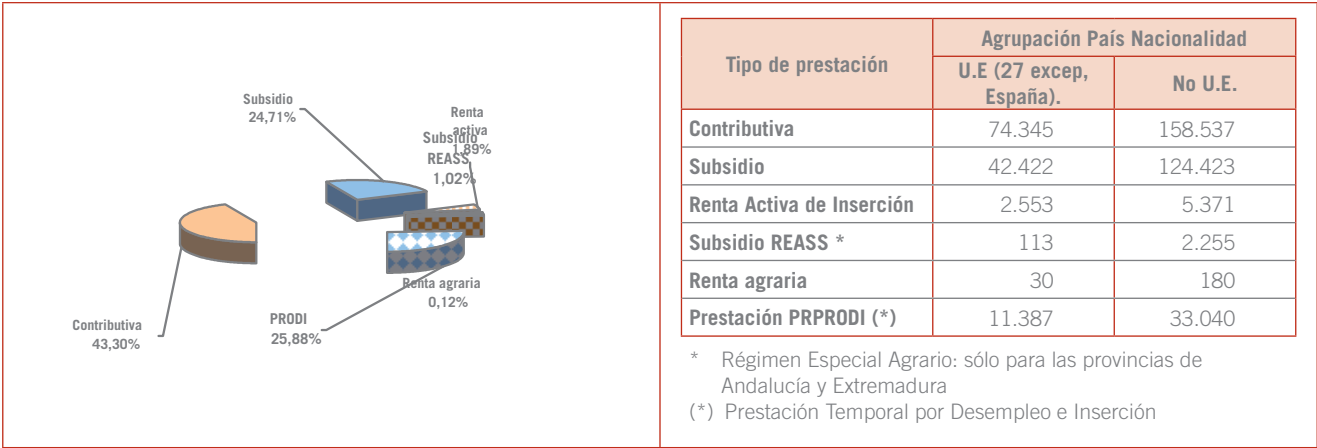 Subsidio
24,71%
Renta
activa
1,89%
Subsidio
REASS
1,02%
Renta agraria
0,12%
PRODI
25,88%
Contributiva
43,30%
Tipo de prestación
Agrupación País Nacionalidad
U.E (27 excep,
España).
No U.E.
Contributiva 74.345 158.537
Subsidio 42.422 124.423
Renta Activa de Inserción 2.553 5.371
Subsidio REASS * 113 2.255
Renta agraria 30 180
Prestación PRPRODI (*) 11.387 33.040
* Régimen Especial Agrario: sólo para las provincias de
Andalucía y Extremadura
(*) Prestación Temporal por Desempleo e Inserción